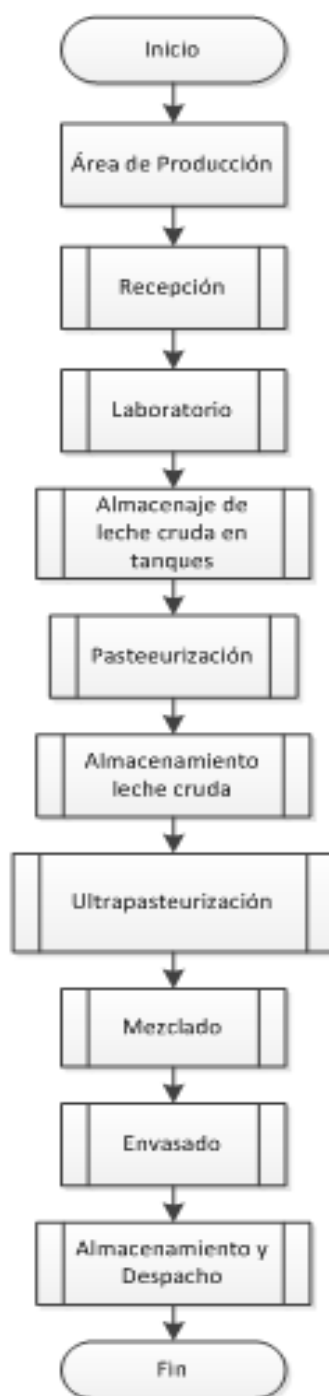 Inicio
Área de Producción
Recepción
Laboratorio
Almacenaje de
leche cruda en
tanques
Pasteeurización
Almacenamiento
leche cruda
Ultrapasteurización
Mezclado
Envasado
Almacenamiento y
Despacho
Fin